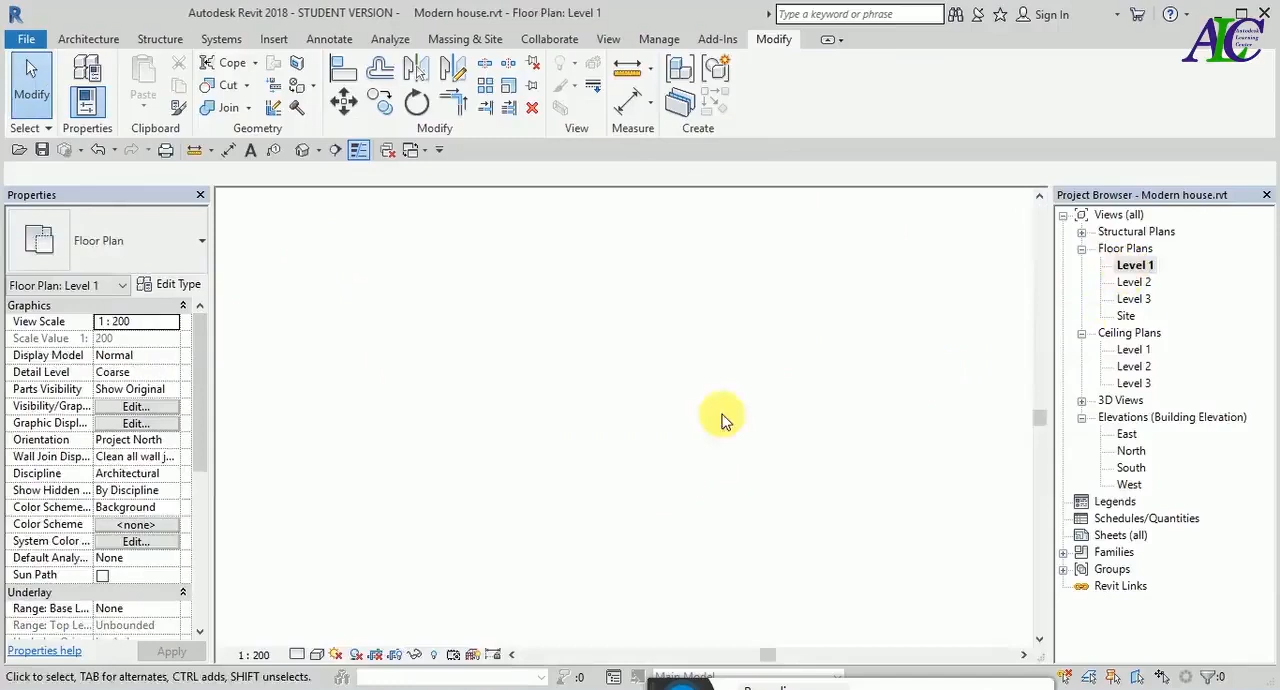 Autodesk Revit 2018 - STUDENT VERSION - Modern house.rvt - Floor Plan: Level 1
Type a keyword or phrase
Sign In
ALC
Autodesk
Learning
Center
File Architecture Structure Systems Insert Annotate Analyze Massing & Site Collaborate View Manage Add-Ins Modify
Modify
Paste
Cope
Cut
Join
Select Properties Clipboard Geometry Modify View Measure Create
Properties
Floor Plan
Floor Plan: Level 1
Edit Type
Graphics
View Scale 1 : 200
Scale Value 1: 200
Display Model Normal
Detail Level Coarse
Parts Visibility Show Original
Visibility/Grap... Edit...
Graphic Displ... Edit...
Orientation Project North
Wall Join Disp... Clean all wall j...
Discipline Architectural
Show Hidden ... By Discipline
Color Scheme... Background
Color Scheme <none>
System Color ... Edit...
Default Analy... None
Sun Path
Underlay
Range: Base L... None
Range: Top Le... Unbounded
Properties help
Apply
1 : 200
Project Browser - Modern house.rvt
Views (all)
Structural Plans
Floor Plans
Level 1
Level 2
Level 3
Site
Ceiling Plans
Level 1
Level 2
Level 3
3D Views
Elevations (Building Elevation)
East
North
South
West
Legends
Schedules/Quantities
Sheets (all)
Families
Groups
Revit Links
Click to select, TAB for alternates, CTRL adds, SHIFT unselects.
:0
Main Model
:0